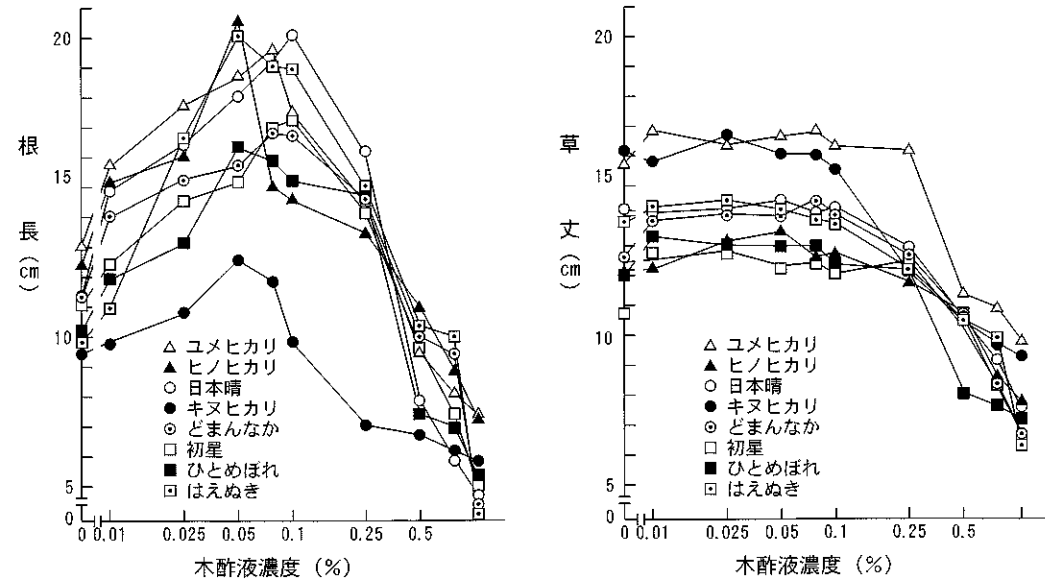 20
15
10
5
0
根長(cm)
△ ユメヒカリ
▲ ヒノヒカリ
○ 日本晴
● キヌヒカリ
⊙ どまんなか
□ 初星
■ ひとめぼれ
⊡ はえぬき
0 0.01 0.025 0.05 0.1 0.25 0.5
木酢液濃度(%)
20
15
10
5
0
草丈(cm)
△ ユメヒカリ
▲ ヒノヒカリ
○ 日本晴
● キヌヒカリ
⊙ どまんなか
□ 初星
■ ひとめぼれ
⊡ はえぬき
0 0.01 0.025 0.05 0.1 0.25 0.5
木酢液濃度(%)